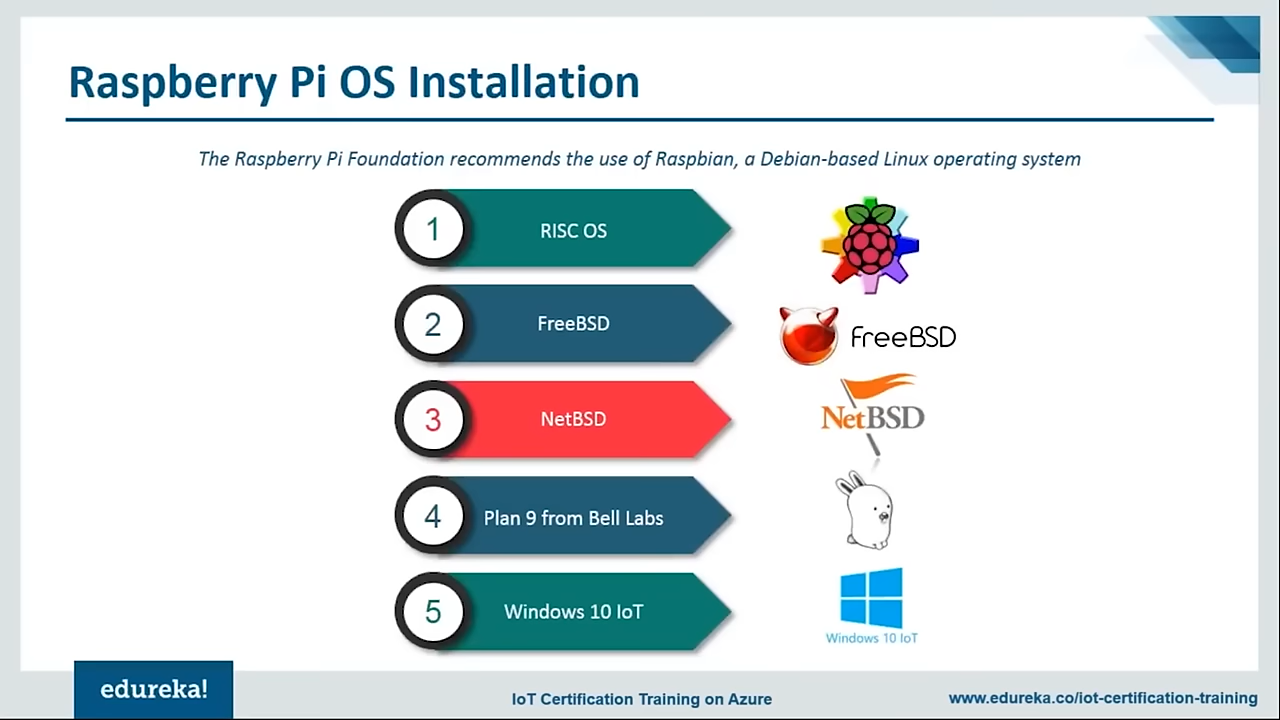 Raspberry Pi OS Installation
The Raspberry Pi Foundation recommends the use of Raspbian, a Debian-based Linux operating system
1 RISC OS
2 FreeBSD
FreeBSD
3 NetBSD
NetBSD
4 Plan 9 from Bell Labs
5 Windows 10 IoT
Windows 10 IoT
edureka!
IoT Certification Training on Azure
www.edureka.co/iot-certification-training